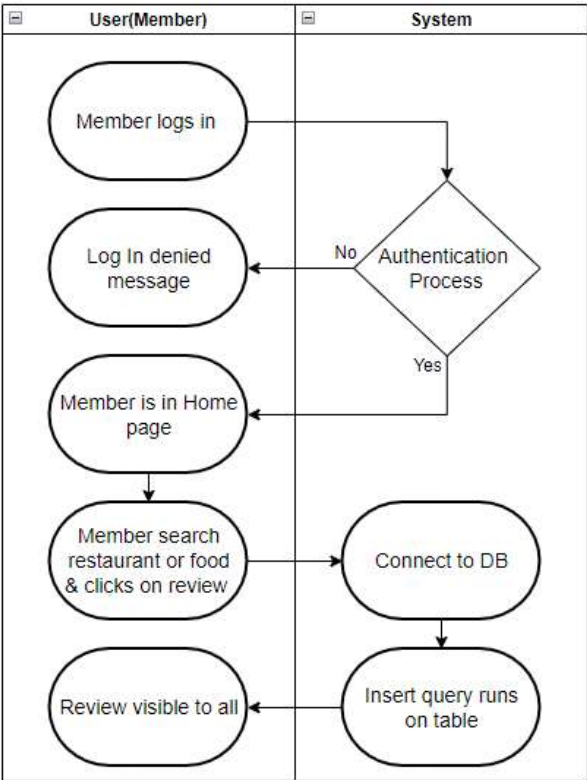 User(Member)
System
Member logs in
Authentication
Process
No
Log In denied
message
Yes
Member is in Home
page
Member search
restaurant or food
& clicks on review
Connect to DB
Insert query runs
on table
Review visible to all